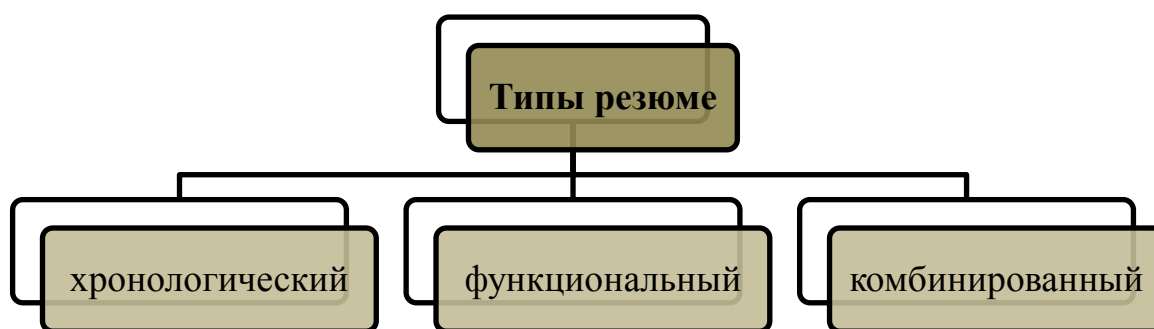 Типы резюме
хронологический
функциональный
комбинированный